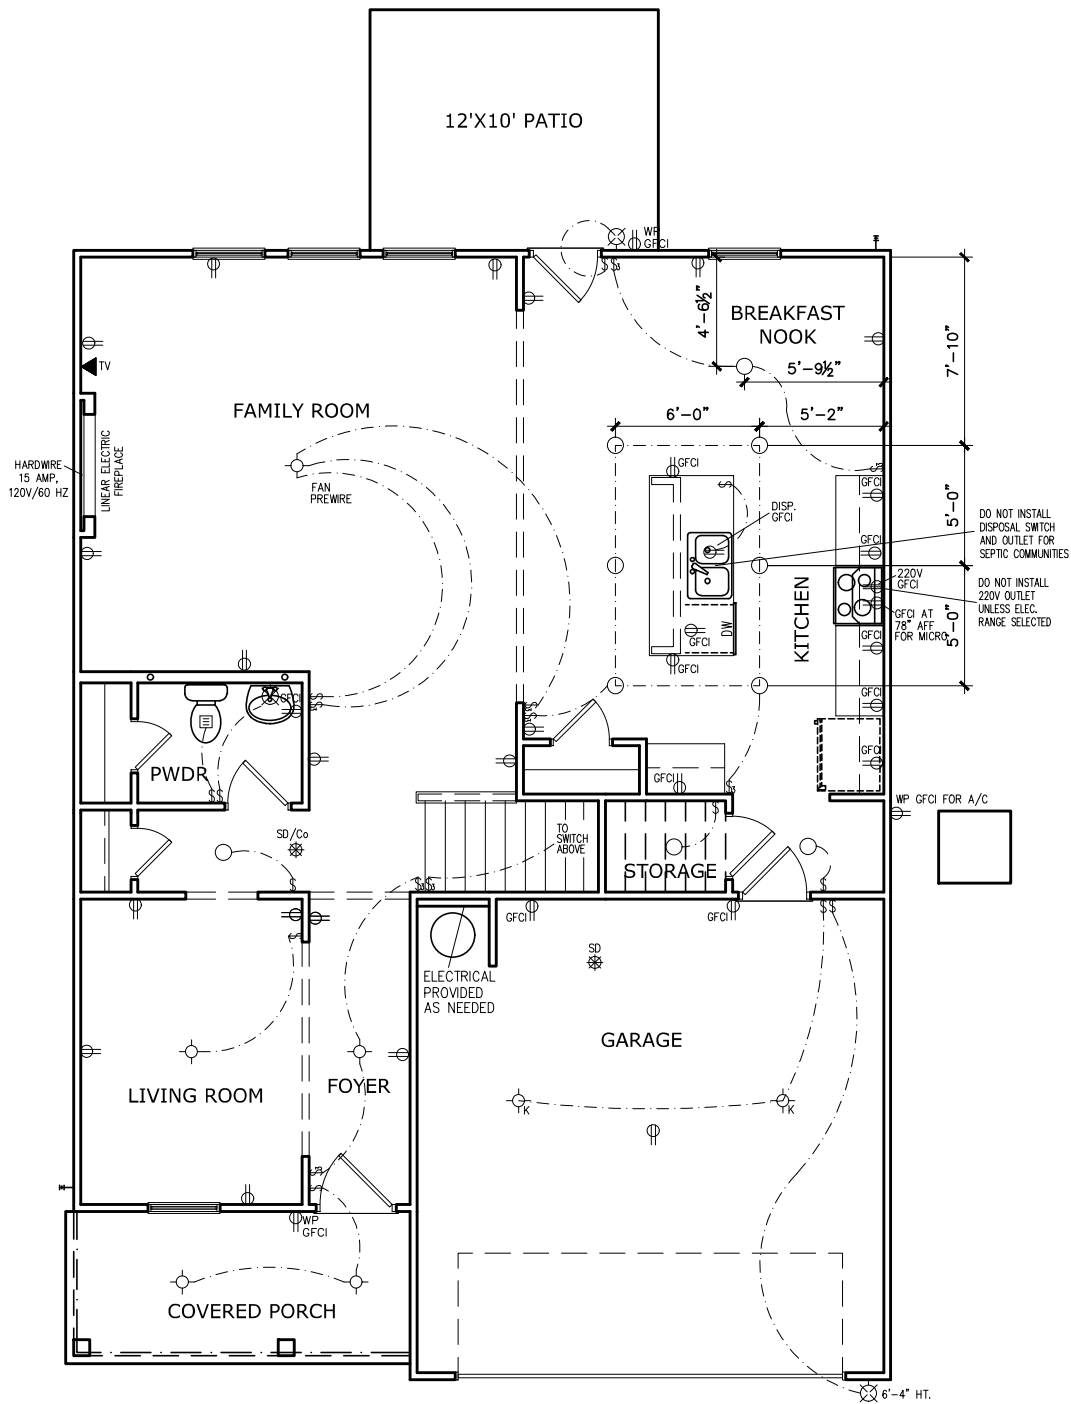 12'X10' PATIO
WP
GFCI
4'-6½"
BREAKFAST
NOOK
7'-10"
TV
5'-9½"
FAMILY ROOM
6'-0"
5'-2"
HARDWIRE
15 AMP,
120V/60 HZ
LINEAR ELECTRIC
FIREPLACE
FAN
PREWIRE
GFCI
GFCI
DISP.
GFCI
5'-0"
DO NOT INSTALL
DISPOSAL SWITCH
AND OUTLET FOR
SEPTIC COMMUNITIES
GFCI
220V
GFCI
DO NOT INSTALL
220V OUTLET
UNLESS ELEC.
RANGE SELECTED
KITCHEN
GFCI AT
78" AFF
FOR MICRO.
5'-0"
DW
GFCI
GFCI
GFCI
GFCI
GFCI
GFCI
PWDR
GFCI
WP GFCI FOR A/C
SD/Co
TO
SWITCH
ABOVE
STORAGE
GFCI
GFCI
SD
ELECTRICAL
PROVIDED
AS NEEDED
GARAGE
LIVING ROOM
FOYER
K
K
WP
GFCI
COVERED PORCH
6'-4" HT.